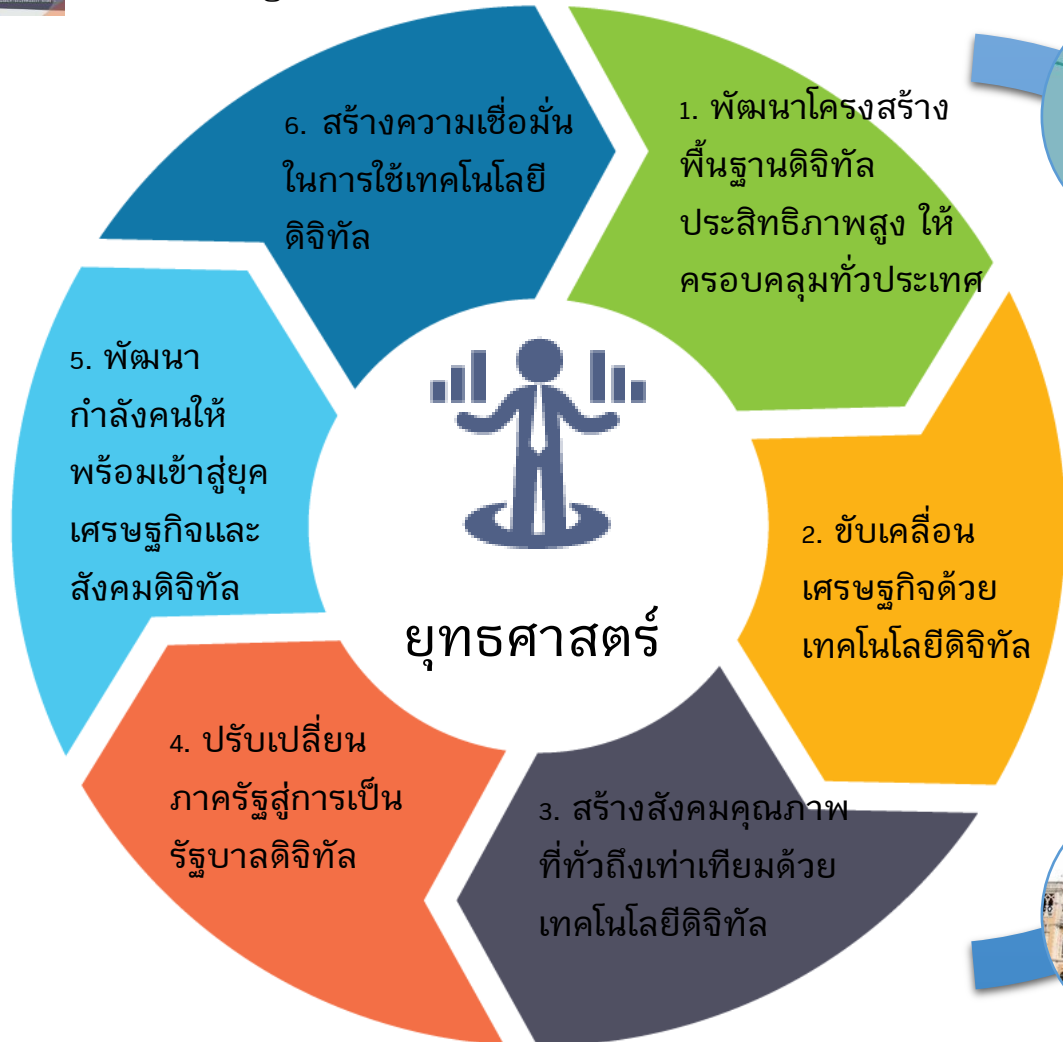 1. พัฒนาโครงสร้าง
พื้นฐานดิจิทัล
ประสิทธิภาพสูง ให้
ครอบคลุมทั่วประเทศ
2. ขับเคลื่อน
เศรษฐกิจด้วย
เทคโนโลยีดิจิทัล
3. สร้างสังคมคุณภาพ
ที่ทั่วถึงเท่าเทียมด้วย
เทคโนโลยีดิจิทัล
4. ปรับเปลี่ยน
ภาครัฐสู่การเป็น
รัฐบาลดิจิทัล
5. พัฒนา
กำลังคนให้
พร้อมเข้าสู่ยุค
เศรษฐกิจและ
สังคมดิจิทัล
6. สร้างความเชื่อมั่น
ในการใช้เทคโนโลยี
ดิจิทัล
ยุทธศาสตร์